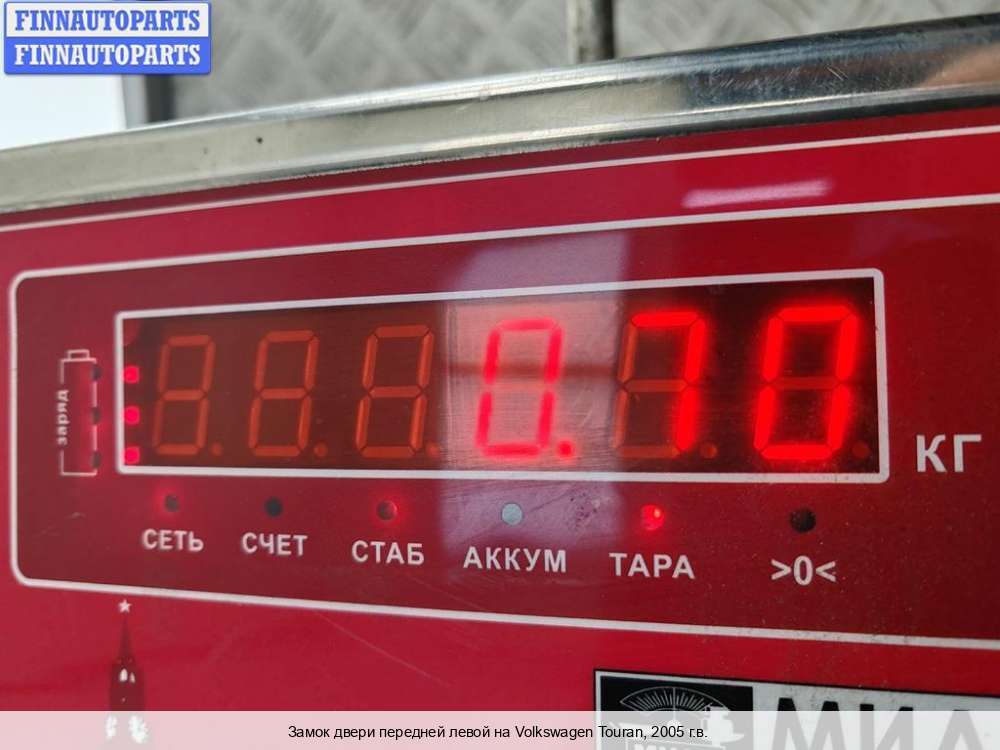 FINNAUTOPARTS
FINNAUTOPARTS
заряд
0.70
КГ
СЕТЬ СЧЕТ СТАБ АККУМ ТАРА >0<
Замок двери передней левой на Volkswagen Touran, 2005 г.в.